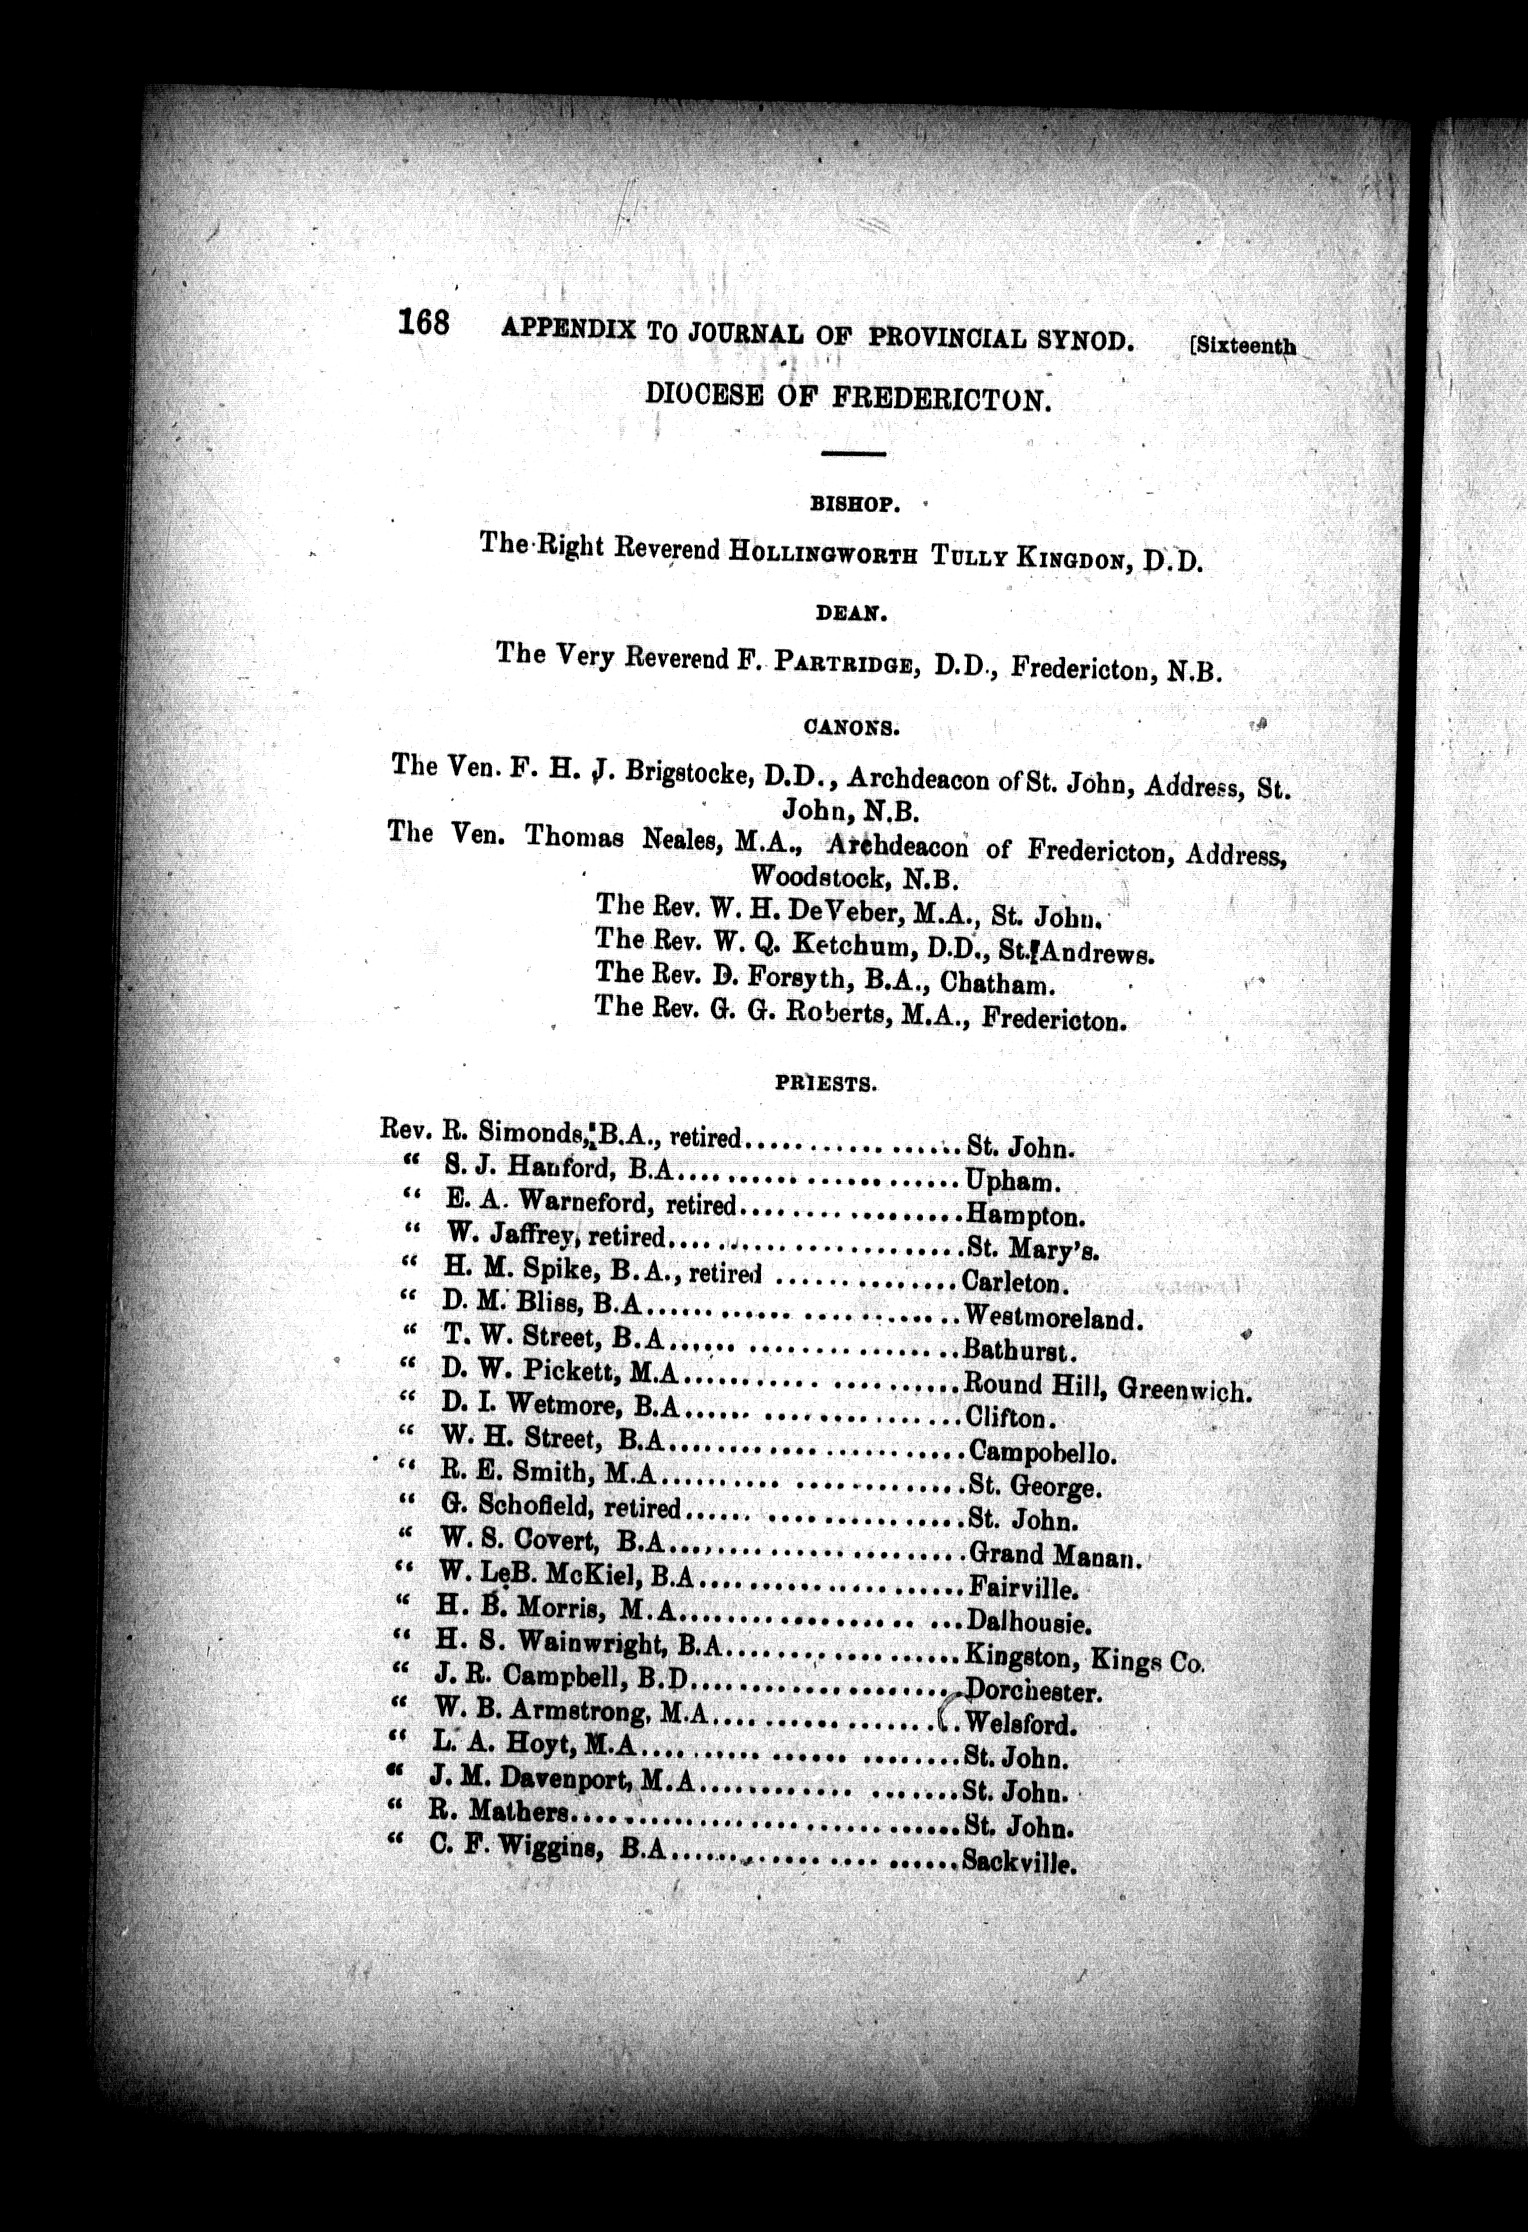 168 APPENDIX TO JOURNAL OF PROVINCIAL SYNOD. [Sixteenth
DIOCESE OF FREDERICTON.
BISHOP.
The Right Reverend HOLLINGWORTH TULLY KINGDON, D.D.
DEAN.
The Very Reverend F. PARTRIDGE, D.D., Fredericton, N.B.
CANONS.
The Ven. F. H. J. Brigstocke, D.D., Archdeacon of St. John, Address, St.
John, N.B.
The Ven. Thomas Neales, M.A., Archdeacon of Fredericton, Address,
Woodstock, N.B.
The Rev. W. H. DeVeber, M.A., St. John.
The Rev. W. Q. Ketchum, D.D., St. Andrews.
The Rev. D. Forsyth, B.A., Chatham.
The Rev. G. G. Roberts, M.A., Fredericton.
PRIESTS.
Rev. R. Simonds, B.A., retired.....................St. John.
" S. J. Hanford, B.A.........................Upham.
" E. A. Warneford, retired...................Hampton.
" W. Jaffrey, retired.........................St. Mary's.
" H. M. Spike, B.A., retired ...............Carleton.
" D. M. Bliss, B.A............................Westmoreland.
" T. W. Street, B.A..........................Bathurst.
" D. W. Pickett, M.A........................Round Hill, Greenwich.
" D. I. Wetmore, B.A........................Clifton.
" W. H. Street, B.A..........................Campobello.
" R. E. Smith, M.A..........................St. George.
" G. Schofield, retired.......................St. John.
" W. S. Covert, B.A..........................Grand Manan.
" W. LeB. McKiel, B.A......................Fairville.
" H. B. Morris, M.A........................Dalhousie.
" H. S. Wainwright, B.A....................Kingston, Kings Co.
" J. R. Campbell, B.D.......................Dorchester.
" W. B. Armstrong, M.A....................Welsford.
" L. A. Hoyt, M.A..........................St. John.
" J. M. Davenport, M.A.....................St. John.
" R. Mathers................................St. John.
" C. F. Wiggins, B.A........................Sackville.